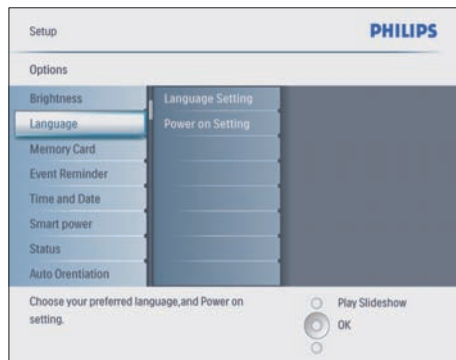 Setup
PHILIPS
Options
Brightness
Language Setting
Language
Power on Setting
Memory Card
Event Reminder
Time and Date
Smart power
Status
Auto Orentiation
Choose your preferred language,and Power on
setting.
Play Slideshow
OK